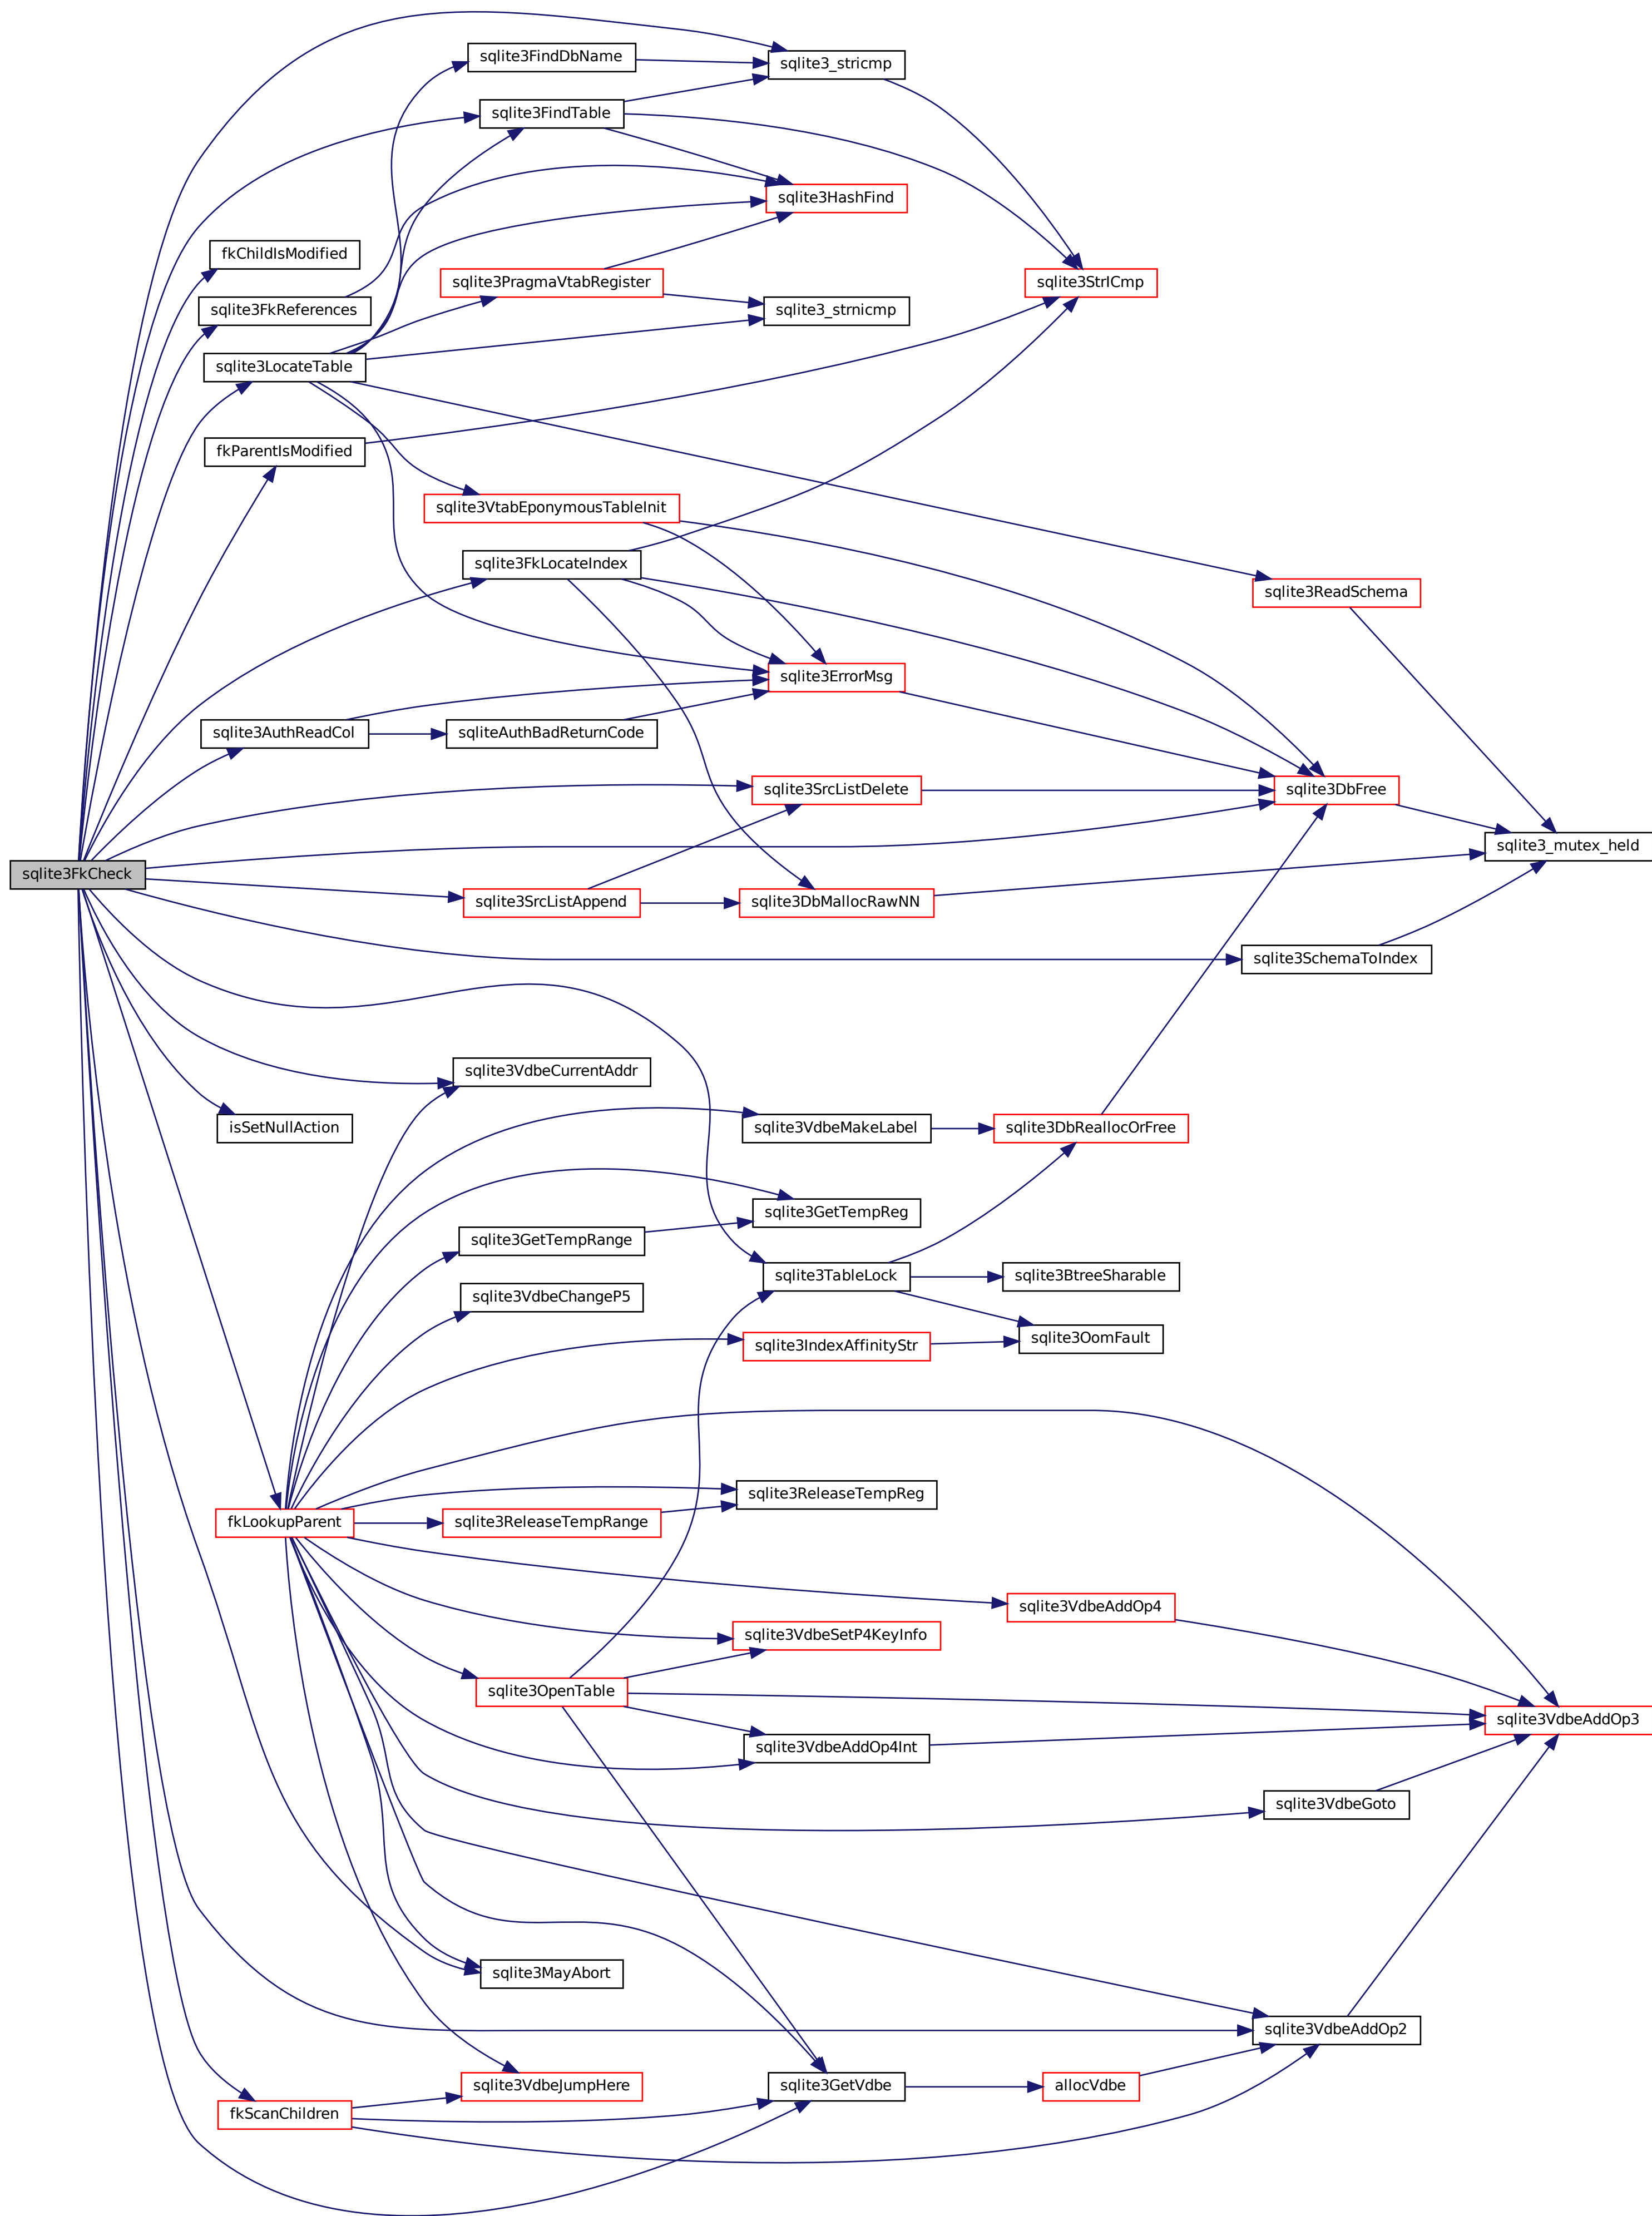 sqlite3FindDbName
sqlite3_stricmp
sqlite3FindTable
sqlite3HashFind
fkChildIsModified
sqlite3PragmaVtabRegister
sqlite3StrICmp
sqlite3FkReferences
sqlite3_strnicmp
sqlite3LocateTable
fkParentIsModified
sqlite3VtabEponymousTableInit
sqlite3FkLocateIndex
sqlite3ReadSchema
sqlite3ErrorMsg
sqlite3AuthReadCol
sqliteAuthBadReturnCode
sqlite3SrcListDelete
sqlite3DbFree
sqlite3_mutex_held
sqlite3FkCheck
sqlite3SrcListAppend
sqlite3DbMallocRawNN
sqlite3SchemaToIndex
sqlite3VdbeCurrentAddr
isSetNullAction
sqlite3VdbeMakeLabel
sqlite3DbReallocOrFree
sqlite3GetTempReg
sqlite3GetTempRange
sqlite3TableLock
sqlite3BtreeSharable
sqlite3VdbeChangeP5
sqlite3OomFault
sqlite3IndexAffinityStr
sqlite3ReleaseTempReg
fkLookupParent
sqlite3ReleaseTempRange
sqlite3VdbeAddOp4
sqlite3VdbeSetP4KeyInfo
sqlite3OpenTable
sqlite3VdbeAddOp3
sqlite3VdbeAddOp4Int
sqlite3VdbeGoto
sqlite3MayAbort
sqlite3VdbeAddOp2
sqlite3VdbeJumpHere
sqlite3GetVdbe
allocVdbe
fkScanChildren